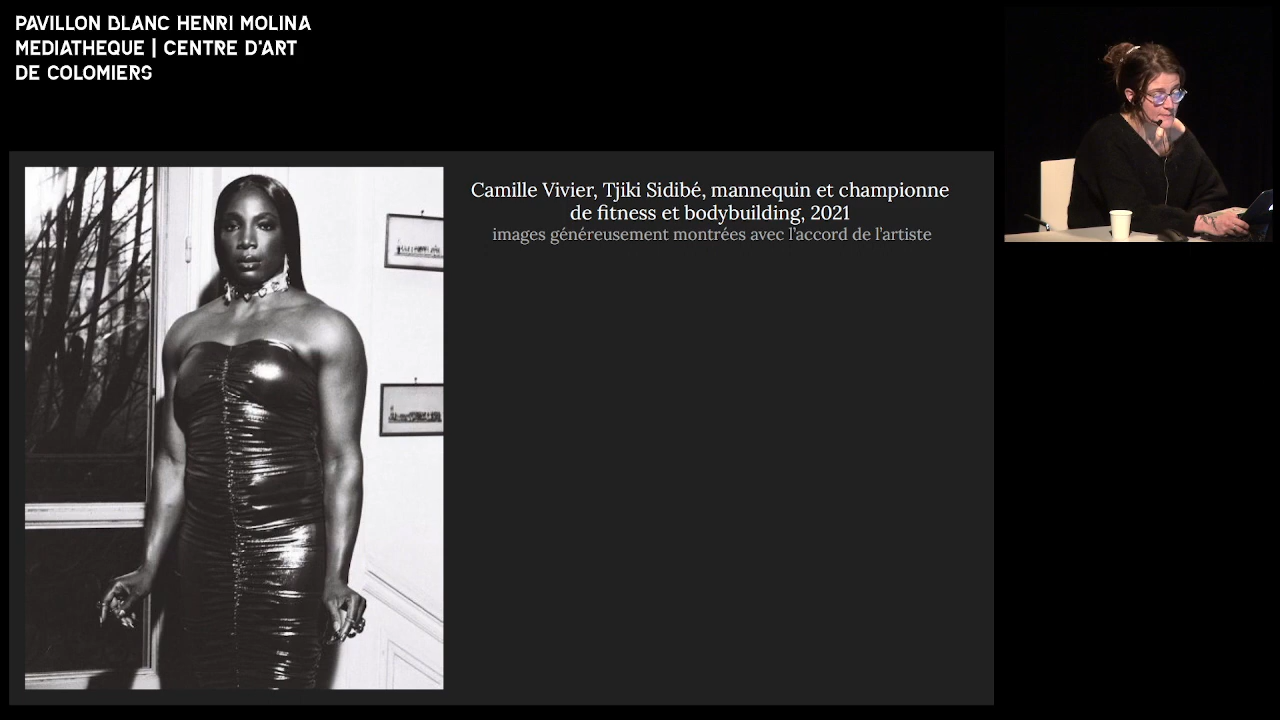 PAVILLON BLANC HENRI MOLINA
MEDIATHEQUE | CENTRE D'ART
DE COLOMIERS
Camille Vivier, Tjiki Sidibé, mannequin et championne
de fitness et bodybuilding, 2021
images généreusement montrées avec l'accord de l'artiste